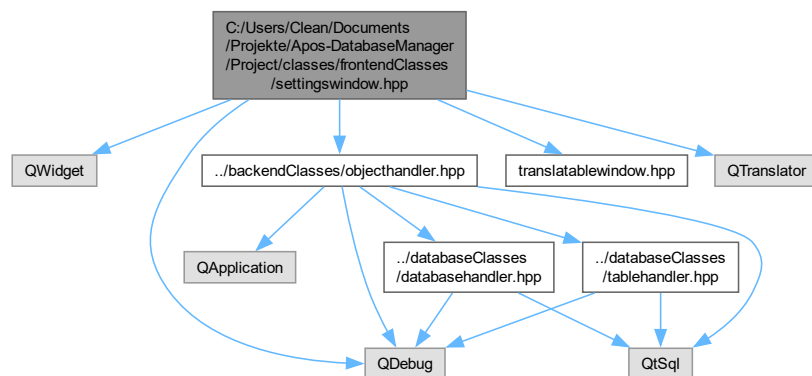 C:/Users/Clean/Documents
/Projekte/Apos-DatabaseManager
/Project/classes/frontendClasses
/settingswindow.hpp
QWidget
../backendClasses/objecthandler.hpp
translatablewindow.hpp
QTranslator
QApplication
../databaseClasses
/databasehandler.hpp
../databaseClasses
/tablehandler.hpp
QDebug
QtSql